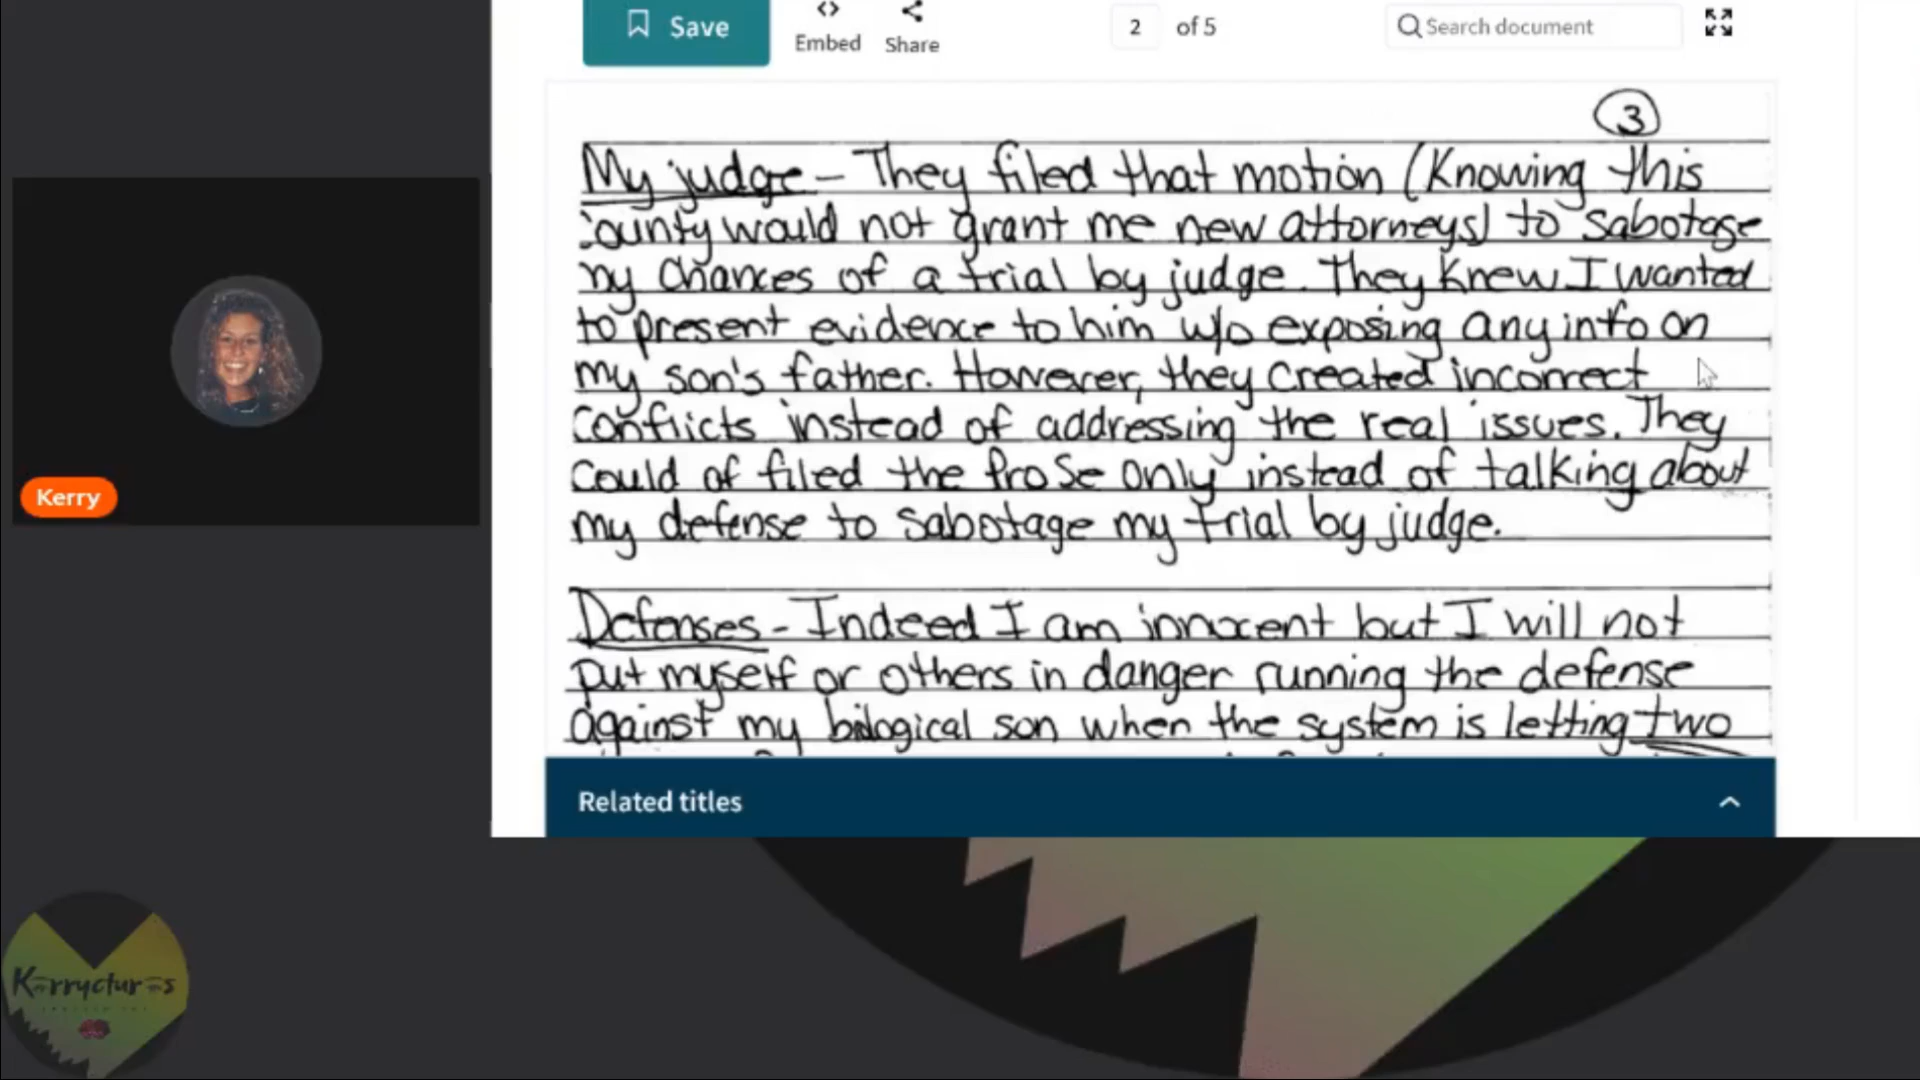 Save
Embed
Share
2 of 5
Search document
3
My judge - They filed that motion (Knowing this
county would not grant me new attorneys) to sabotage
my chances of a trial by judge. They knew I wanted
to present evidence to him w/o exposing any info on
my son's father. However, they created incorrect
conflicts instead of addressing the real issues. They
could of filed the Pro Se only instead of talking about
my defense to sabotage my trial by judge.
Defenses - Indeed I am innocent but I will not
put myself or others in danger running the defense
against my biological son when the system is letting two
Related titles
Kerry
Kerryctures